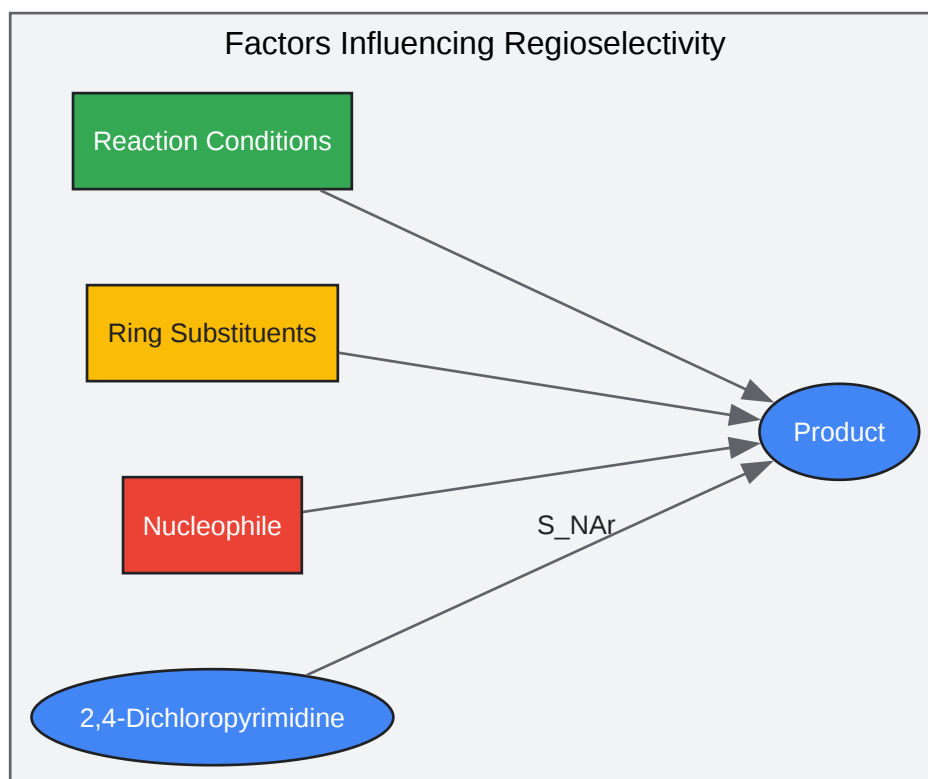 Factors Influencing Regioselectivity
Reaction Conditions
Ring Substituents
Product
Nucleophile
S_NAr
2,4-Dichloropyrimidine